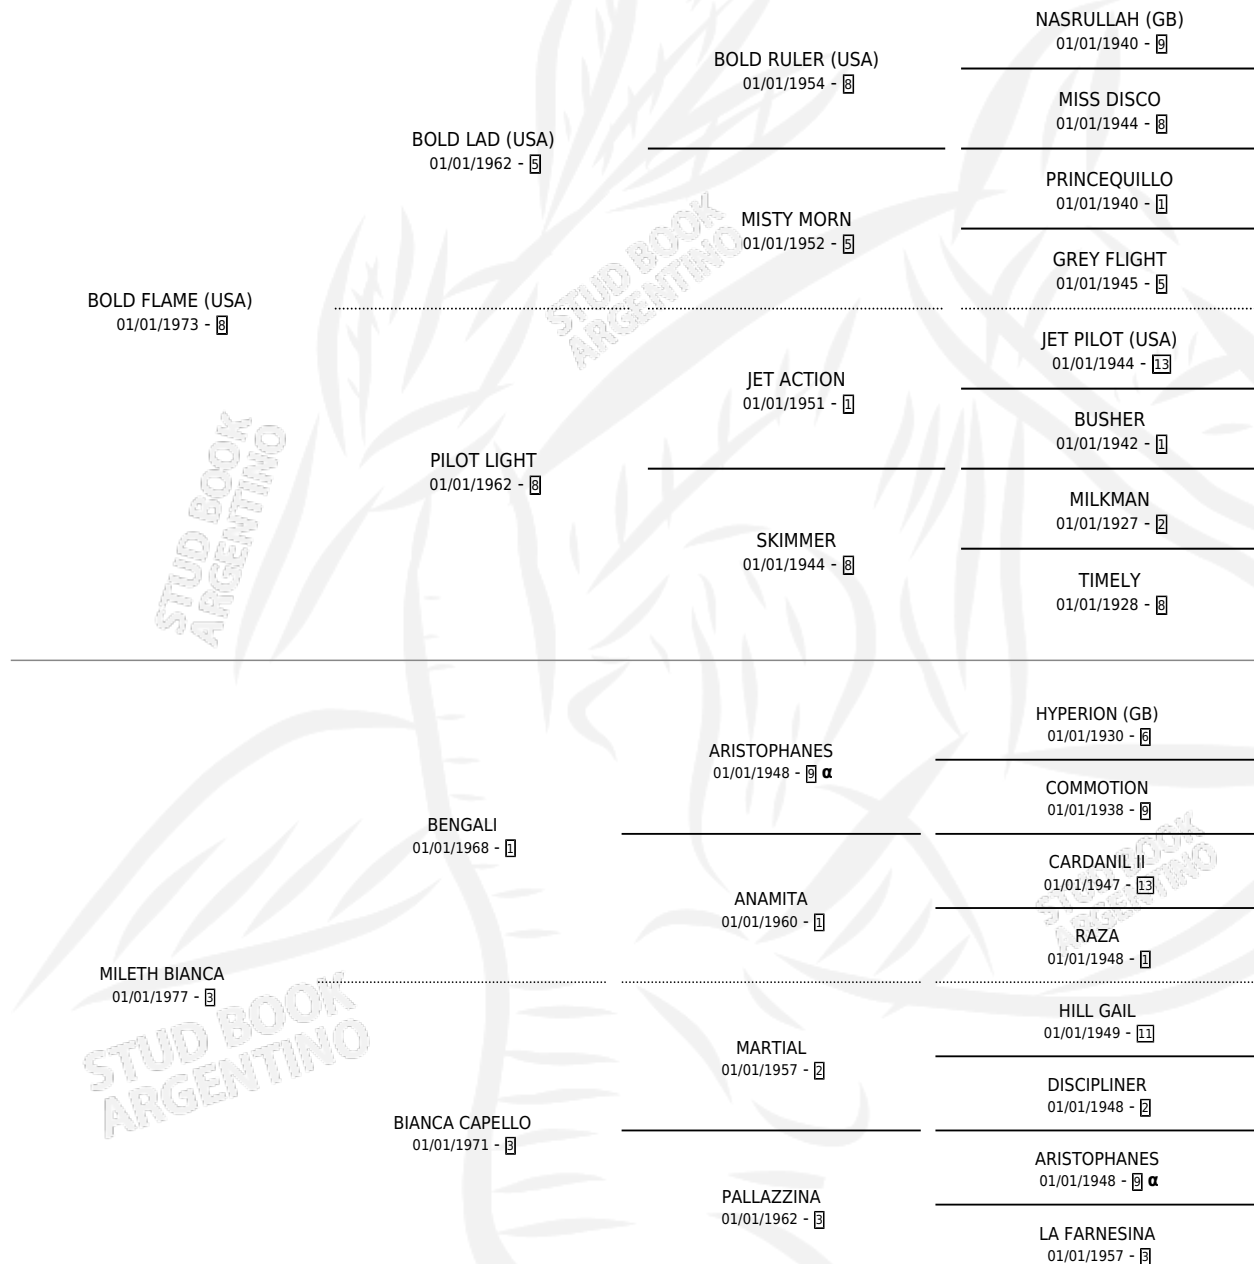 BOLD FLAME (USA)
01/01/1973 - 8
BOLD LAD (USA)
01/01/1962 - 5
BOLD RULER (USA)
01/01/1954 - 8
NASRULLAH (GB)
01/01/1940 - 9
MISS DISCO
01/01/1944 - 8
MISTY MORN
01/01/1952 - 5
PRINCEQUILLO
01/01/1940 - 1
GREY FLIGHT
01/01/1945 - 5
PILOT LIGHT
01/01/1962 - 8
JET ACTION
01/01/1951 - 1
JET PILOT (USA)
01/01/1944 - 13
BUSHER
01/01/1942 - 1
SKIMMER
01/01/1944 - 8
MILKMAN
01/01/1927 - 2
TIMELY
01/01/1928 - 8
MILETH BIANCA
01/01/1977 - 3
BENGALI
01/01/1968 - 1
ARISTOPHANES
01/01/1948 - 9 α
HYPERION (GB)
01/01/1930 - 6
COMMOTION
01/01/1938 - 9
ANAMITA
01/01/1960 - 1
CARDANIL II
01/01/1947 - 13
RAZA
01/01/1948 - 1
BIANCA CAPELLO
01/01/1971 - 3
MARTIAL
01/01/1957 - 2
HILL GAIL
01/01/1949 - 11
DISCIPLINER
01/01/1948 - 2
PALLAZZINA
01/01/1962 - 3
ARISTOPHANES
01/01/1948 - 9 α
LA FARNESINA
01/01/1957 - 3
STUD BOOK
ARGENTINO
STUD BOOK
ARGENTINO
STUD BOOK
ARGENTINO
STUD BOOK
ARGENTINO